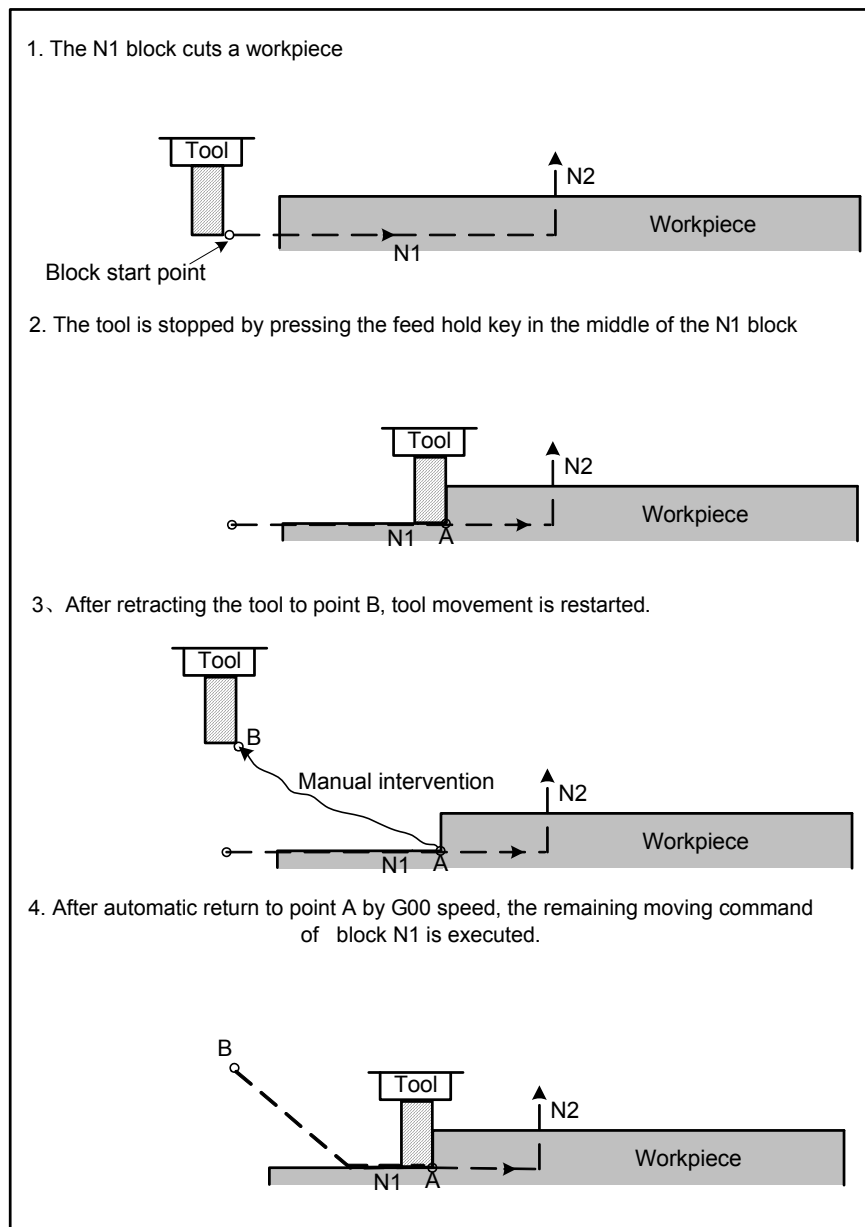 1. The N1 block cuts a workpiece
Tool
N2
Workpiece
N1
Block start point
2. The tool is stopped by pressing the feed hold key in the middle of the N1 block
Tool
N2
Workpiece
N1
A
3、After retracting the tool to point B, tool movement is restarted.
Tool
B
Manual intervention
N2
Workpiece
N1
A
4. After automatic return to point A by G00 speed, the remaining moving command
of block N1 is executed.
B
Tool
N2
Workpiece
N1
A